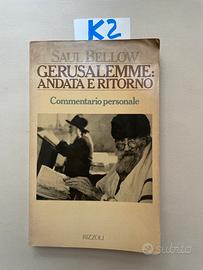 K2
SAUL BELLOW
GERUSALEMME:
ANDATA E RITORNO
Commentario personale
RIZZOLI
subito